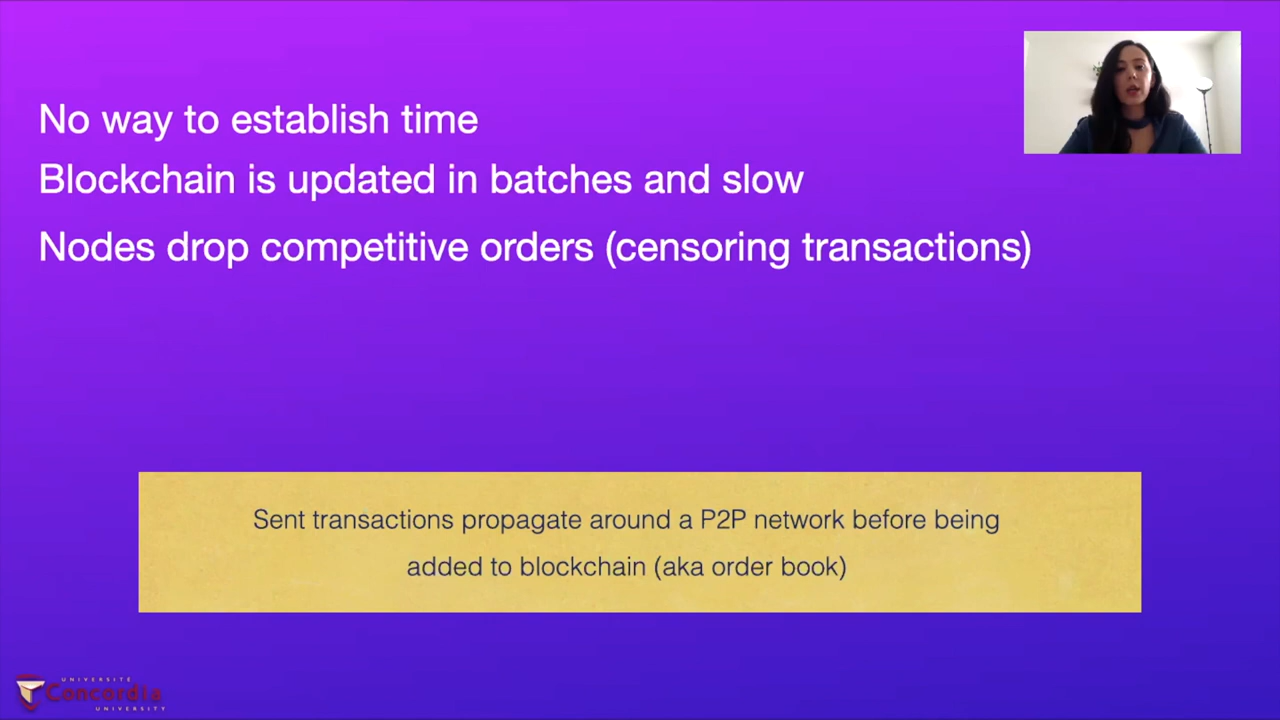 No way to establish time
Blockchain is updated in batches and slow
Nodes drop competitive orders (censoring transactions)
Sent transactions propagate around a P2P network before being
added to blockchain (aka order book)
UNIVERSITÉ
Concordia
UNIVERSITY